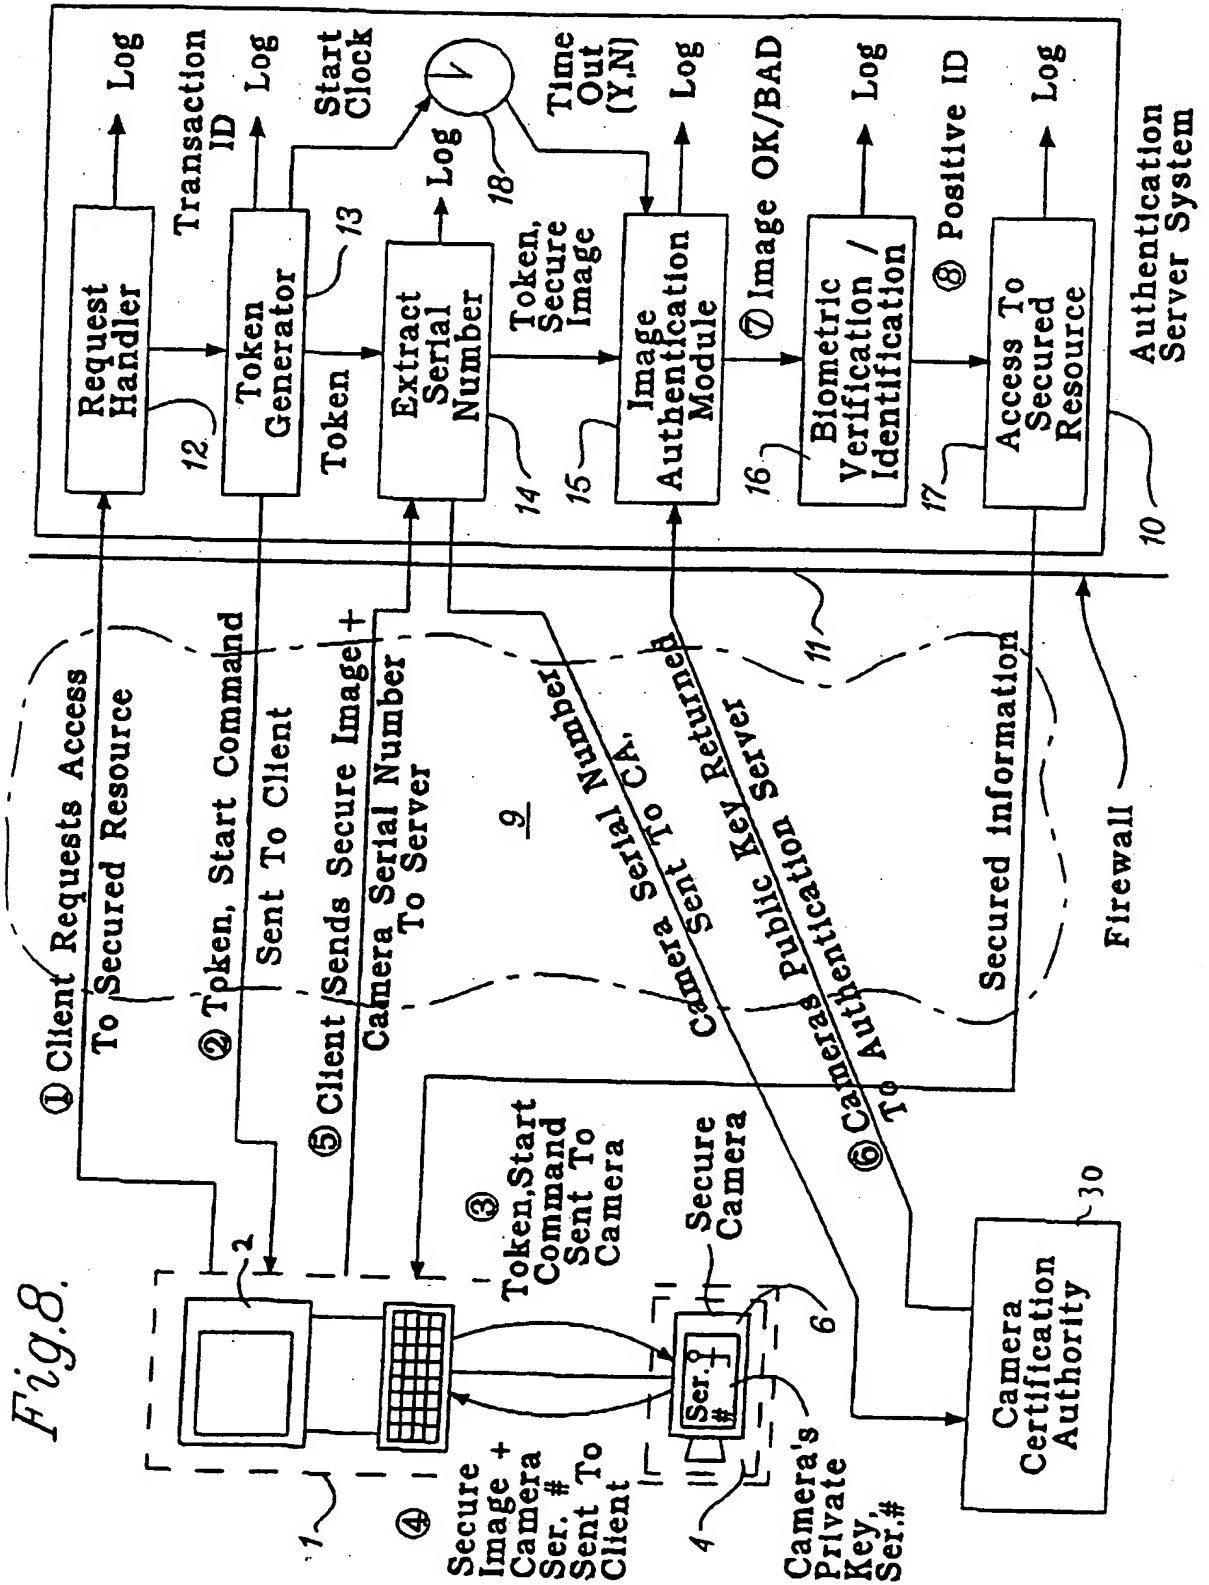 Fig.8.
① Client Requests Access
To Secured Resource
② Token, Start Command
Sent To Client
⑤ Client Sends Secure Image +
Camera Serial Number
To Server
9
Camera Serial Number
Sent To CA,
⑥ Cameras Public Key Returned
To Authentication Server
Secured information
Firewall
11
1
2
③
Token,Start
Command
Sent To
Camera
④
Secure
Image +
Camera
Ser. #
Sent To
Client
Secure
Camera
Ser.
#
4
6
Camera's
Private
Key,
Ser.#
Camera
Certification
Authority
30
Request
Handler
Log
12
Transaction
ID
Token
Generator
Log
13
Start
Clock
Token
Extract
Serial
Number
Log
14
18
Token,
Secure
Image
Time
Out
(Y,N)
15
Image
Authentication
Module
Log
⑦ Image OK/BAD
16
Biometric
Verification /
Identification
Log
⑧ Positive ID
17
Access To
Secured
Resource
Log
10
Authentication
Server System